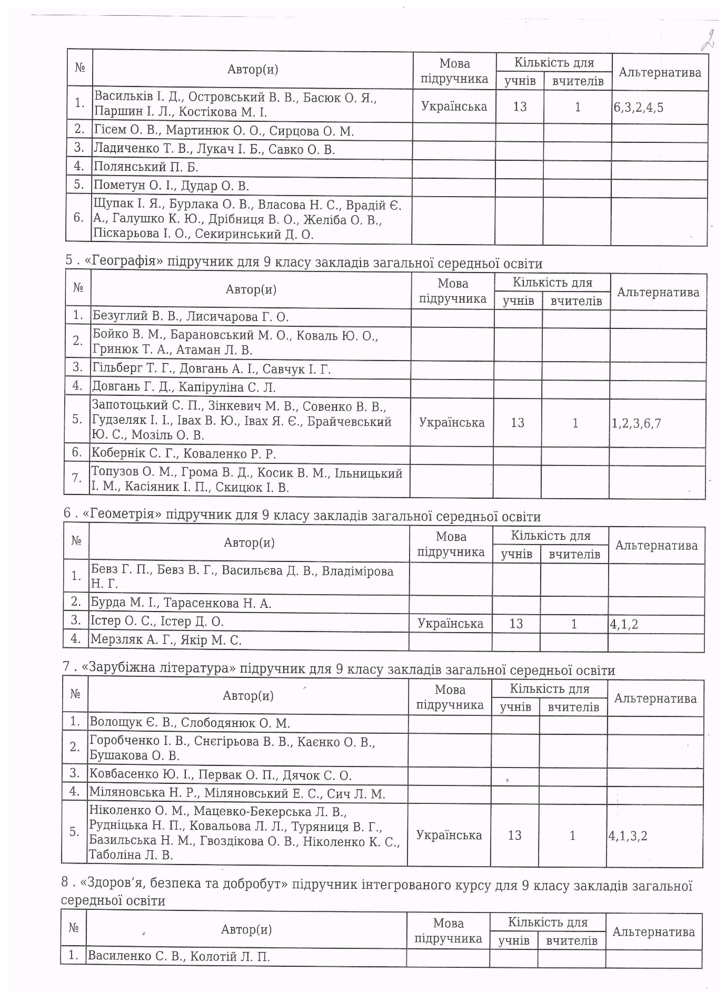 2
№ Автор(и) Мова підручника Кількість для Альтернатива
учнів вчителів
1. Васильків І. Д., Островський В. В., Басюк О. Я.,
Паршин І. Л., Костікова М. І. Українська 13 1 6,3,2,4,5
2. Гісем О. В., Мартинюк О. О., Сирцова О. М.
3. Ладиченко Т. В., Лукач І. Б., Савко О. В.
4. Полянський П. Б.
5. Пометун О. І., Дудар О. В.
6. Щупак І. Я., Бурлака О. В., Власова Н. С., Врадій Є.
А., Галушко К. Ю., Дрібниця В. О., Желіба О. В.,
Піскарьова І. О., Секиринський Д. О.
5 . «Географія» підручник для 9 класу закладів загальної середньої освіти
№ Автор(и) Мова підручника Кількість для Альтернатива
учнів вчителів
1. Безуглий В. В., Лисичарова Г. О.
2. Бойко В. М., Барановський М. О., Коваль Ю. О.,
Гринюк Т. А., Атаман Л. В.
3. Гільберг Т. Г., Довгань А. І., Савчук І. Г.
4. Довгань Г. Д., Капіруліна С. Л.
5. Запотоцький С. П., Зінкевич М. В., Совенко В. В.,
Гудзеляк І. І., Івах В. Ю., Івах Я. Є., Брайчевський
Ю. С., Мозіль О. В. Українська 13 1 1,2,3,6,7
6. Кобернік С. Г., Коваленко Р. Р.
7. Топузов О. М., Грома В. Д., Косик В. М., Ільницький
І. М., Касіяник І. П., Скицюк І. В.
6 . «Геометрія» підручник для 9 класу закладів загальної середньої освіти
№ Автор(и) Мова підручника Кількість для Альтернатива
учнів вчителів
1. Бевз Г. П., Бевз В. Г., Васильєва Д. В., Владімірова
Н. Г.
2. Бурда М. І., Тарасенкова Н. А.
3. Істер О. С., Істер Д. О. Українська 13 1 4,1,2
4. Мерзляк А. Г., Якір М. С.
7 . «Зарубіжна література» підручник для 9 класу закладів загальної середньої освіти
№ Автор(и) Мова підручника Кількість для Альтернатива
учнів вчителів
1. Волощук Є. В., Слободянюк О. М.
2. Горобченко І. В., Снєгірьова В. В., Каєнко О. В.,
Бушакова О. В.
3. Ковбасенко Ю. І., Первак О. П., Дячок С. О.
4. Міляновська Н. Р., Міляновський Е. С., Сич Л. М.
5. Ніколенко О. М., Мацевко-Бекерська Л. В.,
Рудніцька Н. П., Ковальова Л. Л., Туряниця В. Г.,
Базильська Н. М., Гвоздікова О. В., Ніколенко К. С.,
Таболіна Л. В. Українська 13 1 4,1,3,2
8 . «Здоров’я, безпека та добробут» підручник інтегрованого курсу для 9 класу закладів загальної
середньої освіти
№ Автор(и) Мова підручника Кількість для Альтернатива
учнів вчителів
1. Василенко С. В., Колотій Л. П.